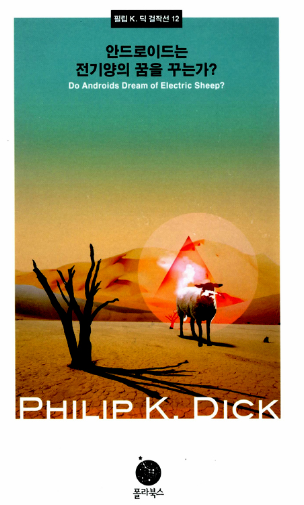 필립 K. 딕 걸작선 12
안드로이드는
전기양의 꿈을 꾸는가?
Do Androids Dream of Electric Sheep?
PHILIP K. DICK
폴라북스